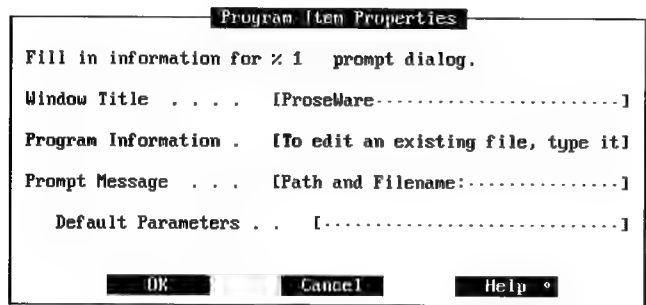 Program Item Properties
Fill in information for % 1 prompt dialog.
Window Title . . . . [ProseWare························]
Program Information . [To edit an existing file, type it]
Prompt Message . . . [Path and Filename:···············]
Default Parameters . . [······························]
OK Cancel Help